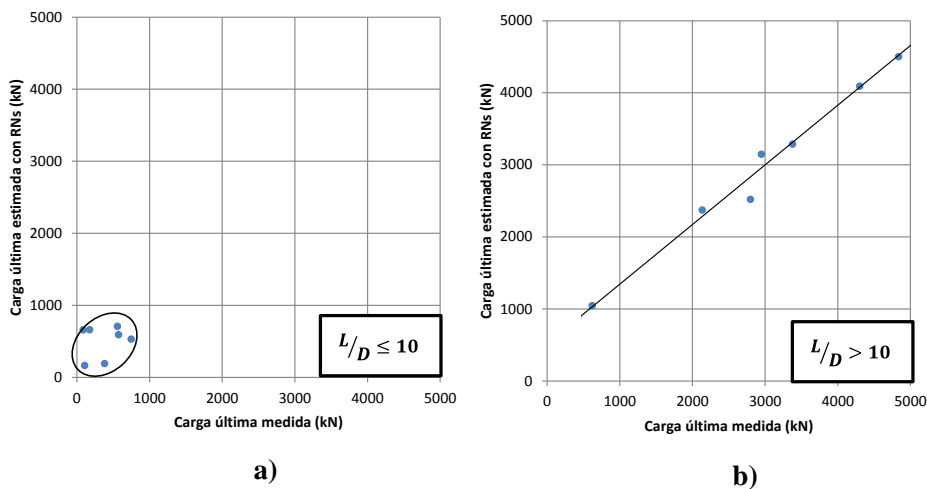 5000
4000
3000
2000
1000
0
Carga última estimada con RNs (kN)
0 1000 2000 3000 4000 5000
Carga última medida (kN)
L/D ≤ 10
a)
5000
4000
3000
2000
1000
0
Carga última estimada con RNs (kN)
0 1000 2000 3000 4000 5000
Carga última medida (kN)
L/D > 10
b)